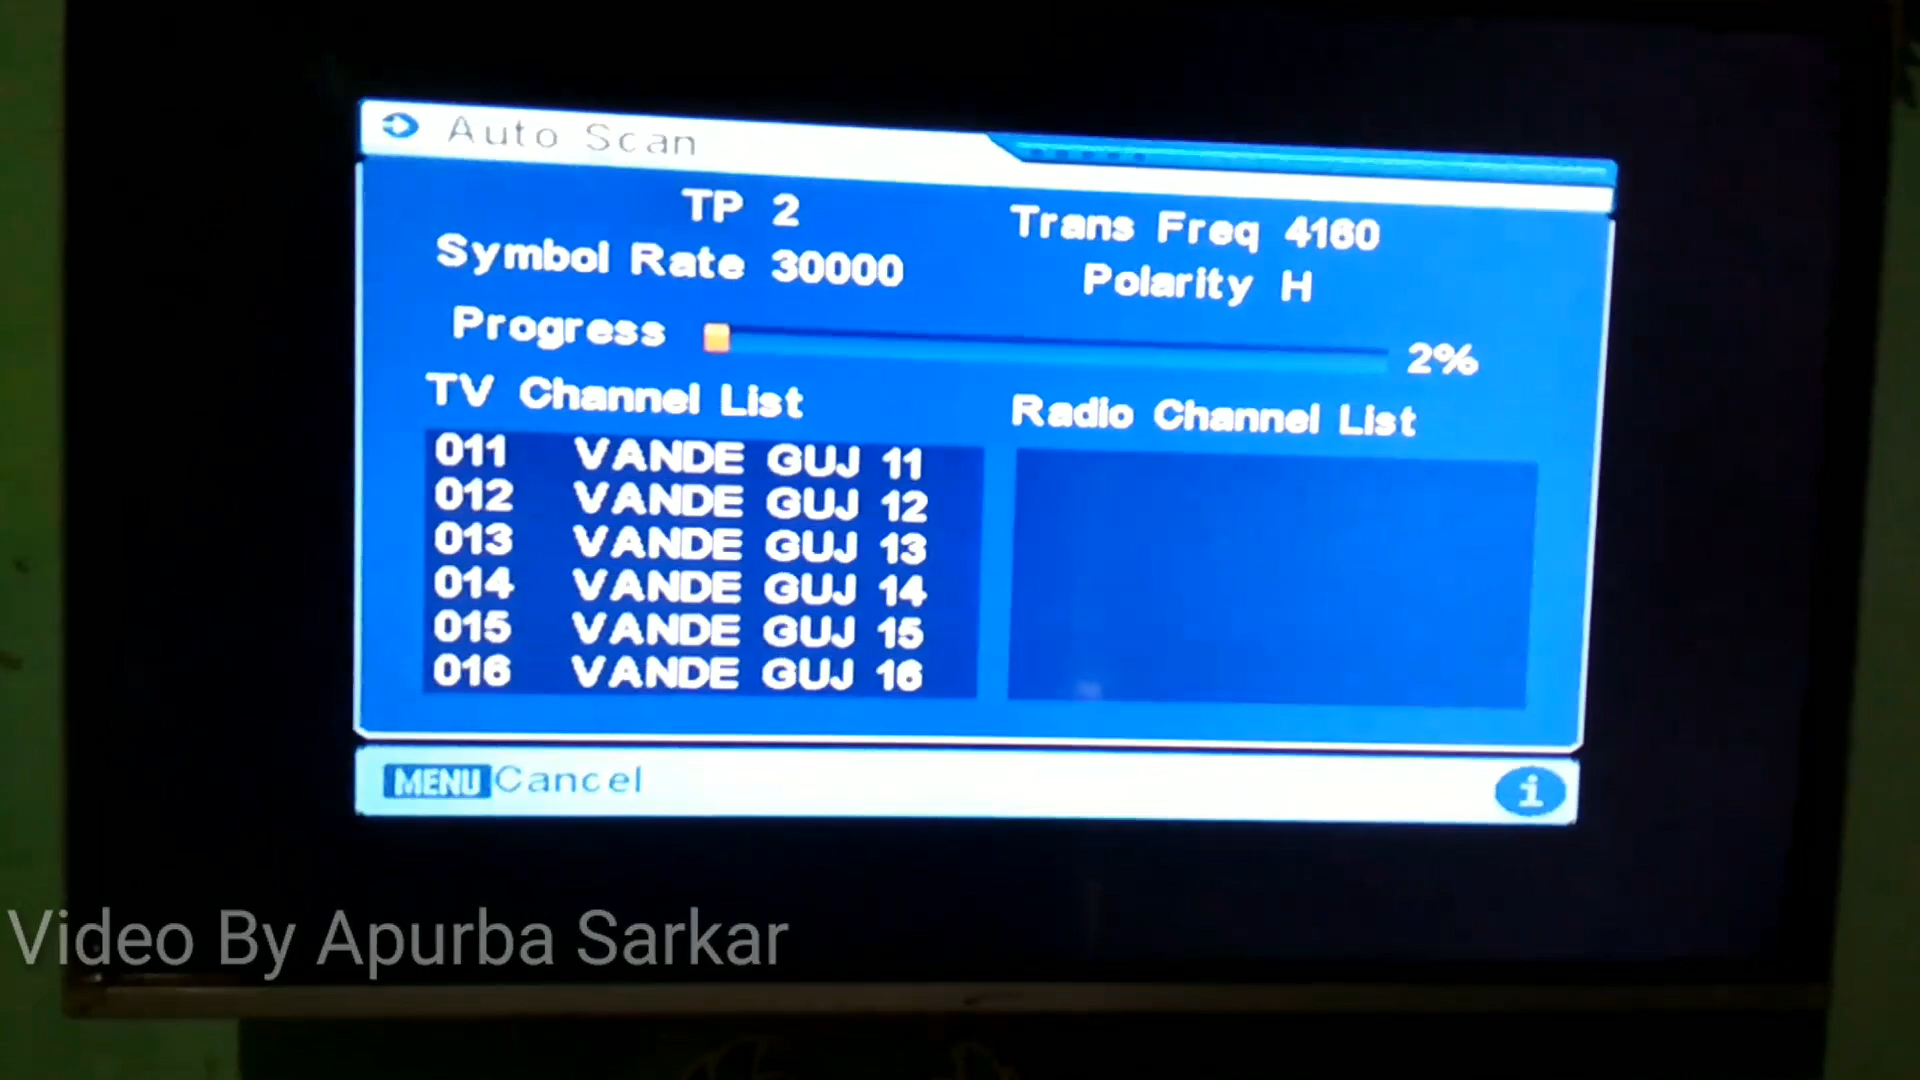 Auto Scan
TP 2
Trans Freq 4160
Symbol Rate 30000
Polarity H
Progress
2%
TV Channel List
Radio Channel List
011 VANDE GUJ 11
012 VANDE GUJ 12
013 VANDE GUJ 13
014 VANDE GUJ 14
015 VANDE GUJ 15
016 VANDE GUJ 16
MENU Cancel
i
Video By Apurba Sarkar